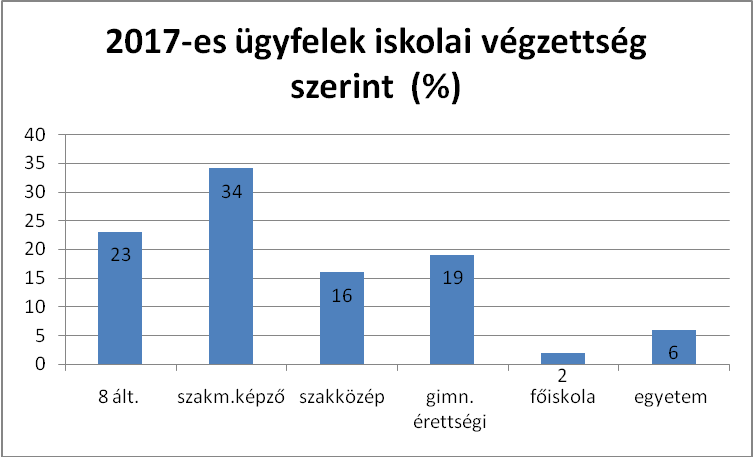 2017-es ügyfelek iskolai végzettség
szerint (%)
40
35
30
25
20
15
10
5
0
23
34
16
19
2
6
8 ált.
szakm.képző
szakközép
gimn.
érettségi
főiskola
egyetem